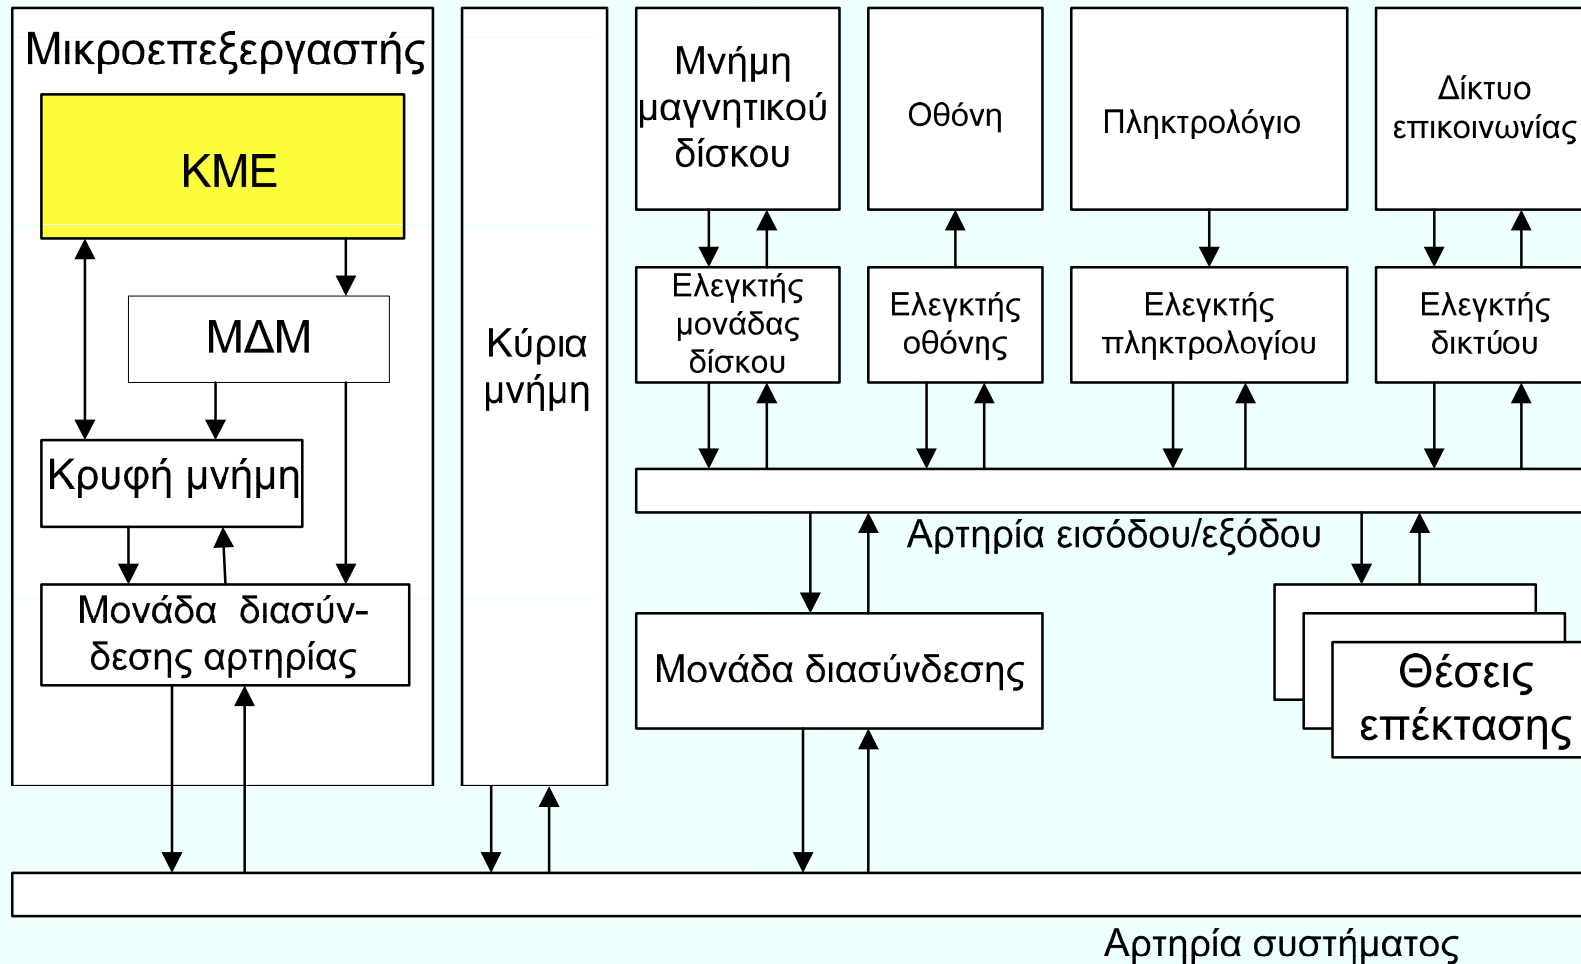 Μικροεπεξεργαστής
ΚΜΕ
ΜΔΜ
Κρυφή μνήμη
Μονάδα διασύν-
δεσης αρτηρίας
Κύρια
μνήμη
Μνήμη
μαγνητικού
δίσκου
Οθόνη
Πληκτρολόγιο
Δίκτυο
επικοινωνίας
Ελεγκτής
μονάδας
δίσκου
Ελεγκτής
οθόνης
Ελεγκτής
πληκτρολογίου
Ελεγκτής
δικτύου
Αρτηρία εισόδου/εξόδου
Μονάδα διασύνδεσης
Θέσεις
επέκτασης
Αρτηρία συστήματος